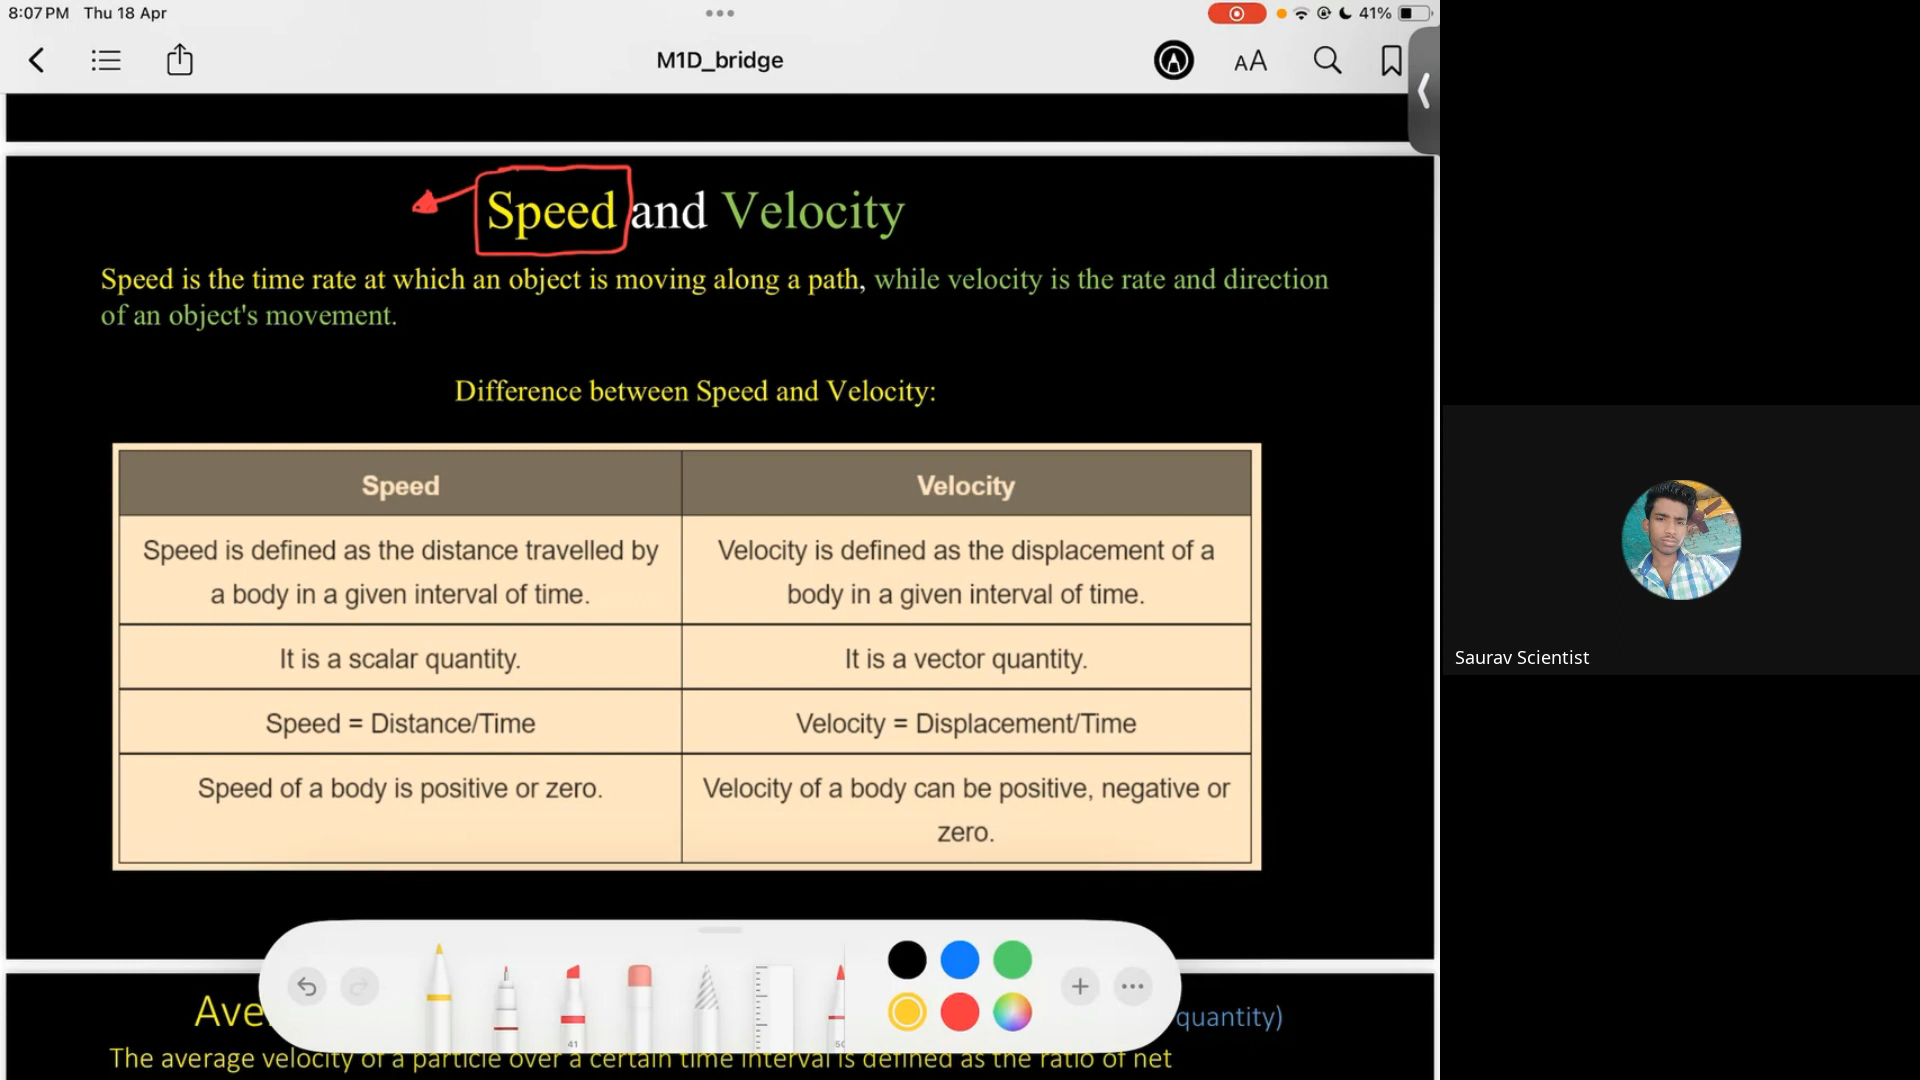 8:07 PM Thu 18 Apr
41%
M1D_bridge
AA
Speed and Velocity
Speed is the time rate at which an object is moving along a path, while velocity is the rate and direction
of an object's movement.
Difference between Speed and Velocity:
Speed
Velocity
Speed is defined as the distance travelled by
a body in a given interval of time.
Velocity is defined as the displacement of a
body in a given interval of time.
It is a scalar quantity.
It is a vector quantity.
Speed = Distance/Time
Velocity = Displacement/Time
Speed of a body is positive or zero.
Velocity of a body can be positive, negative or
zero.
41
Ave
quantity)
The average velocity of a particle over a certain time interval is defined as the ratio of net
Saurav Scientist